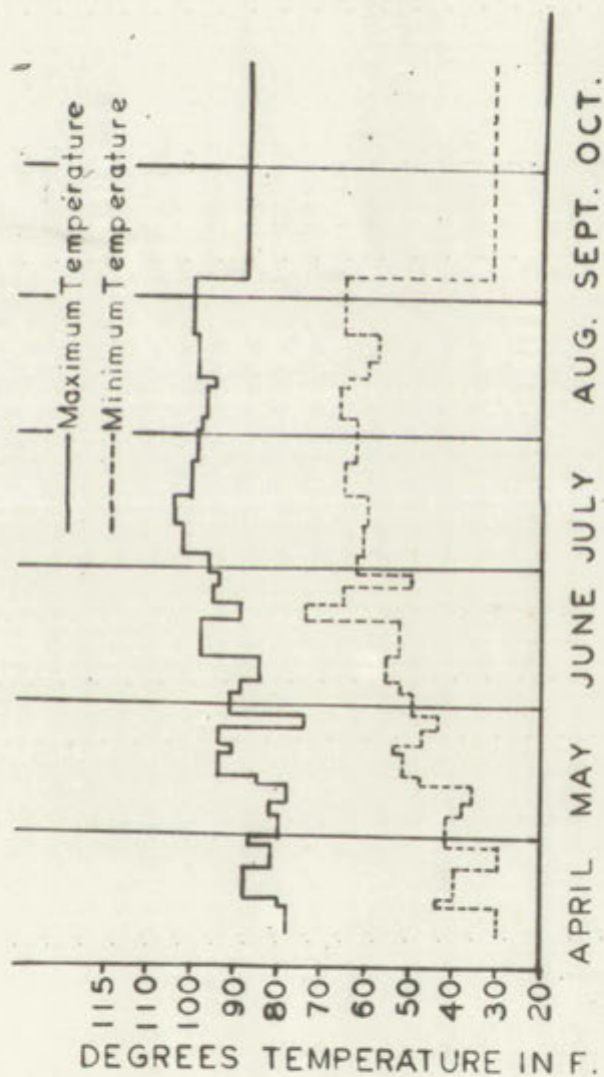 Maximum Température
Minimum Temperature
115
110
100
90
80
70
60
50
40
30
20
DEGREES TEMPERATURE IN F.
APRIL MAY JUNE JULY AUG. SEPT. OCT.